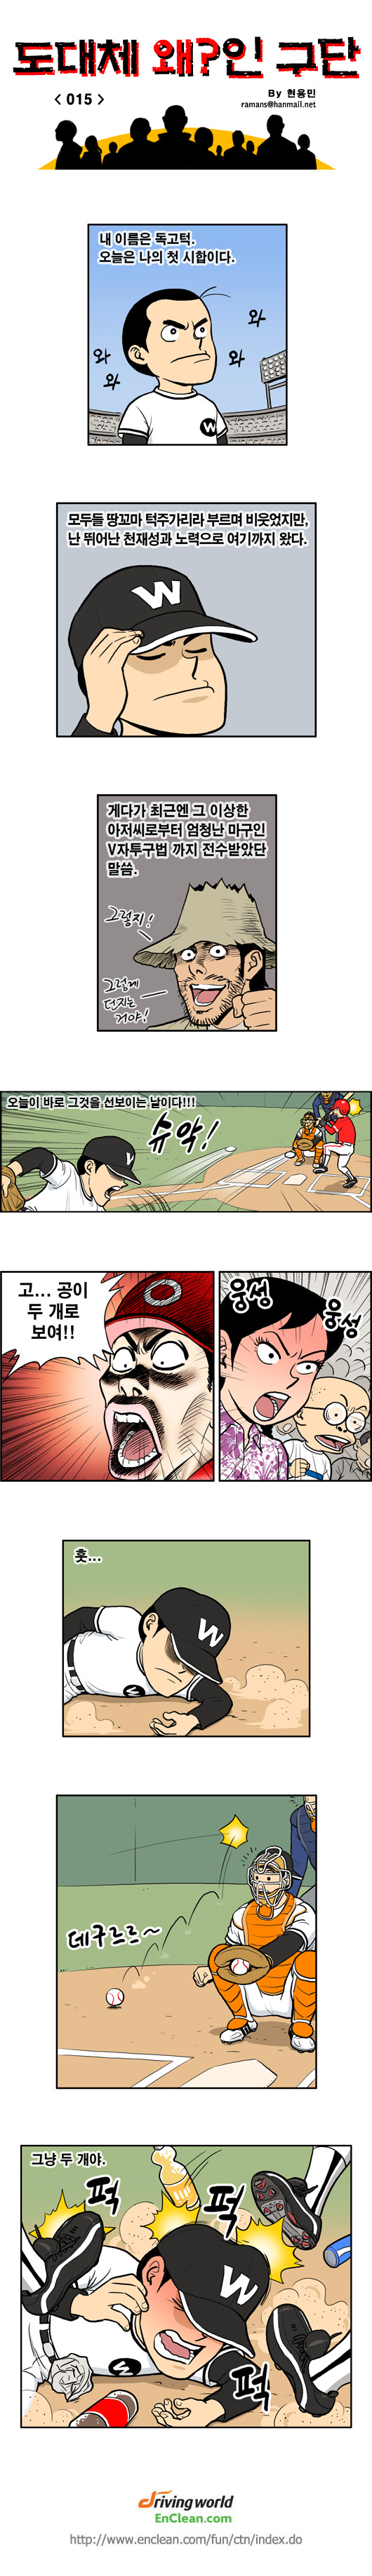 도대체 왜?인 구단
< 015 >
By 현용민
ramans@hanmail.net
내 이름은 독고턱.
오늘은 나의 첫 시합이다.
와
와
와
와
W
모두들 땅꼬마 턱주가리라 부르며 비웃었지만,
난 뛰어난 천재성과 노력으로 여기까지 왔다.
W
게다가 최근엔 그 이상한
아저씨로부터 엄청난 마구인
V자투구법 까지 전수받았단
말씀.
그렇지!
그렇게
던지는
거야!
오늘이 바로 그것을 선보이는 날이다!!!
슈악!
고... 공이
두 개로
보여!!
웅성
웅성
훗...
W
W
데구르르~
그냥 두 개야.
퍽
퍽
W
W
퍽
driving world
EnClean.com
http://www.enclean.com/fun/ctn/index.do